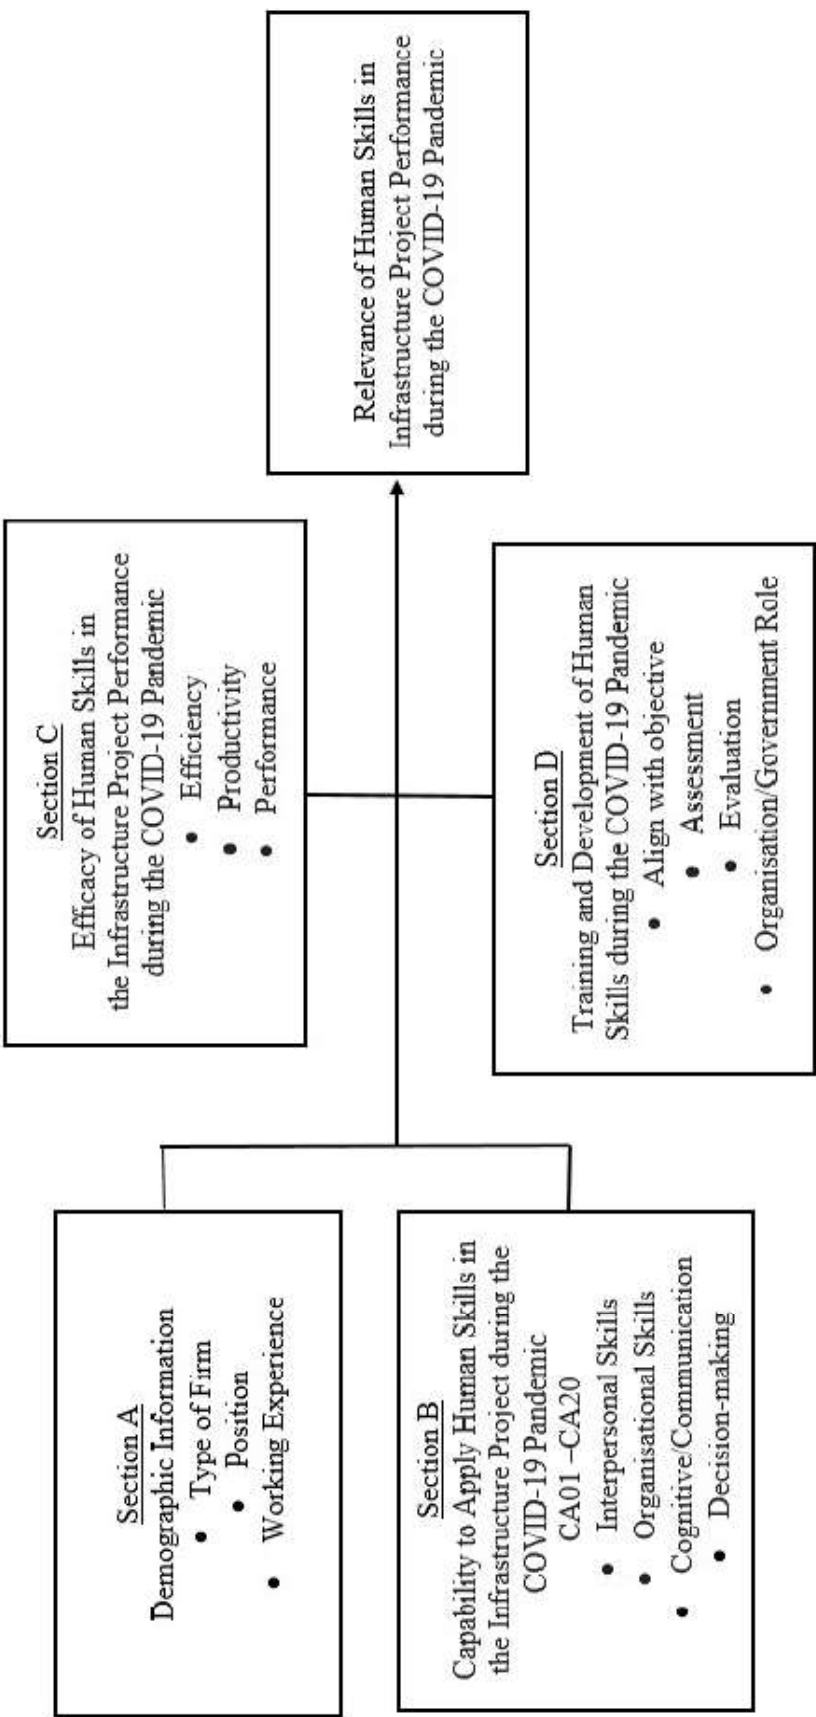 Section A
Demographic Information
• Type of Firm
• Position
• Working Experience
Section B
Capability to Apply Human Skills in
the Infrastructure Project during the
COVID-19 Pandemic
CA01 –CA20
• Interpersonal Skills
• Organisational Skills
• Cognitive/Communication
• Decision-making
Section C
Efficacy of Human Skills in
the Infrastructure Project Performance
during the COVID-19 Pandemic
• Efficiency
• Productivity
• Performance
Section D
Training and Development of Human
Skills during the COVID-19 Pandemic
• Align with objective
• Assessment
• Evaluation
• Organisation/Government Role
Relevance of Human Skills in
Infrastructure Project Performance
during the COVID-19 Pandemic